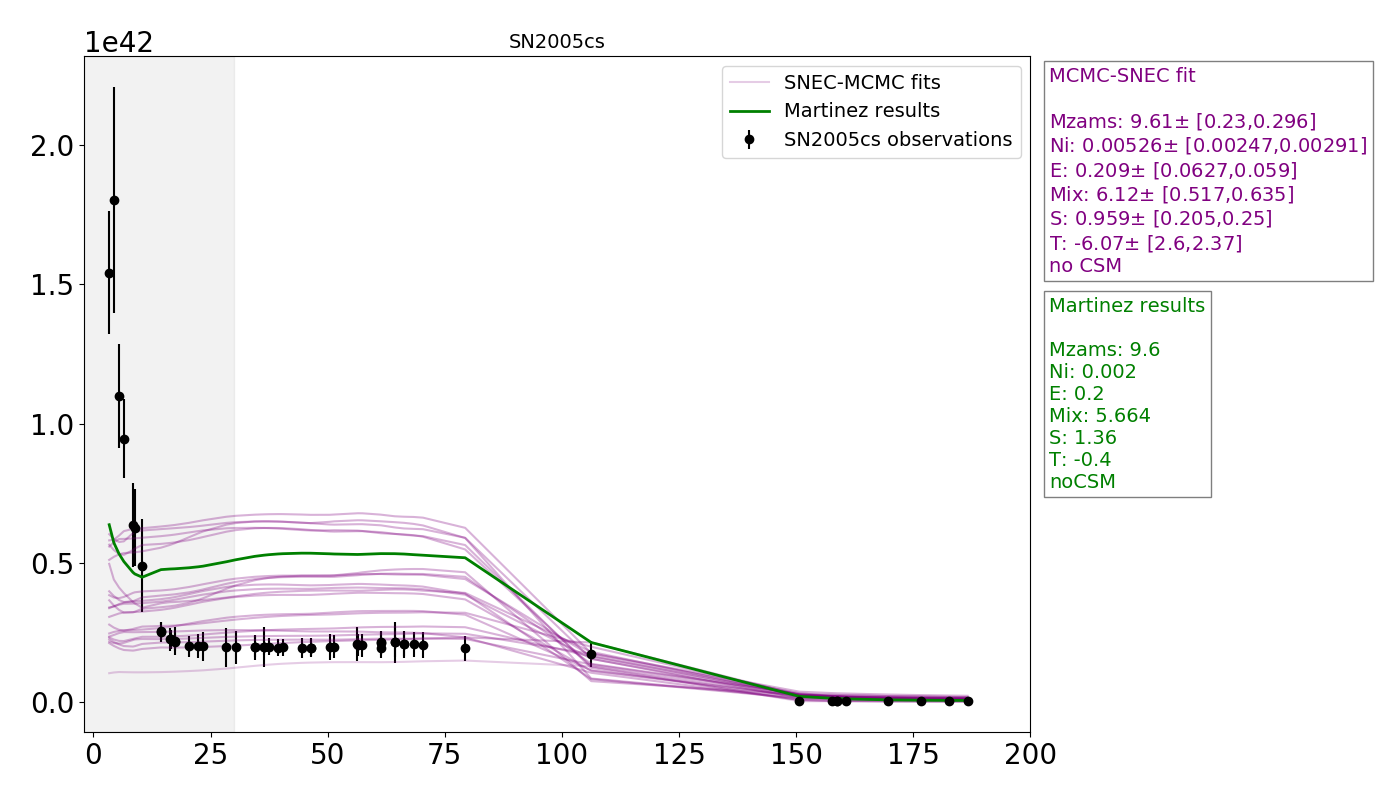 SN2005cs
1e42
2.0
1.5
1.0
0.5
0.0
0
25
50
75
100
125
150
175
200
SNEC-MCMC fits
Martinez results
SN2005cs observations
MCMC-SNEC fit
Mzams: 9.61± [0.23,0.296]
Ni: 0.00526± [0.00247,0.00291]
E: 0.209± [0.0627,0.059]
Mix: 6.12± [0.517,0.635]
S: 0.959± [0.205,0.25]
T: -6.07± [2.6,2.37]
no CSM
Martinez results
Mzams: 9.6
Ni: 0.002
E: 0.2
Mix: 5.664
S: 1.36
T: -0.4
noCSM